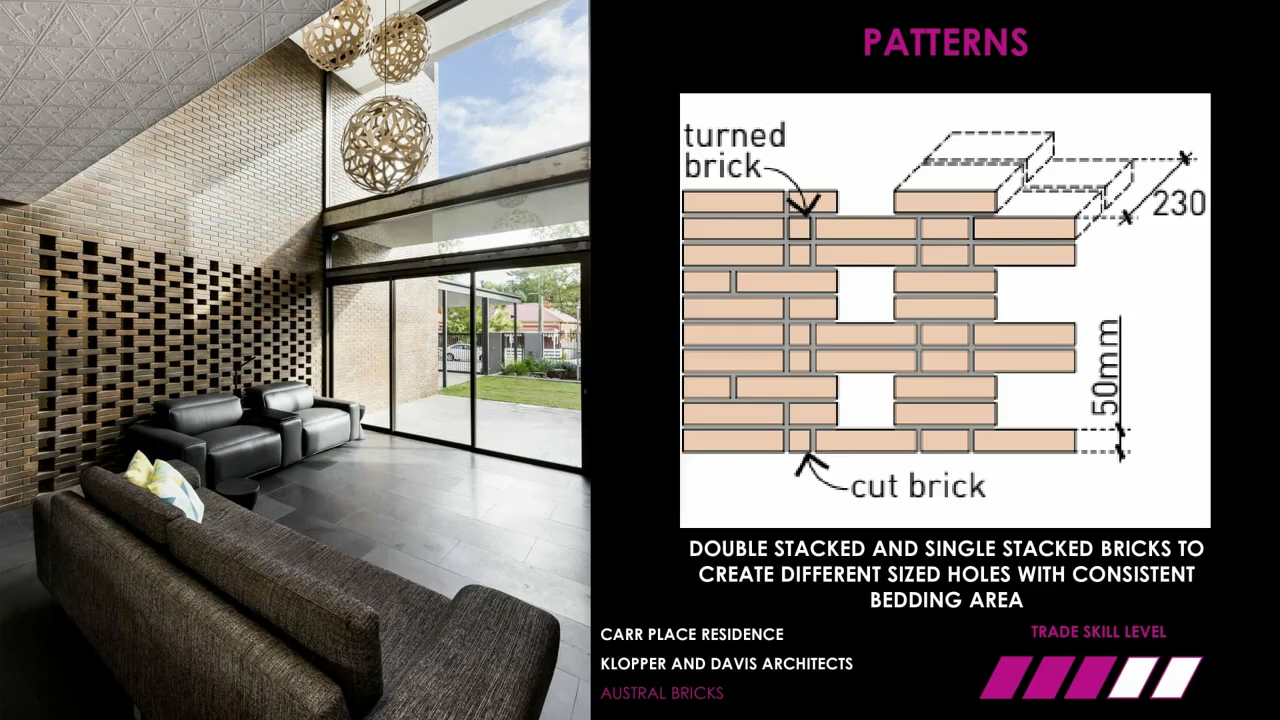 PATTERNS
turned
brick
230
50mm
cut brick
DOUBLE STACKED AND SINGLE STACKED BRICKS TO
CREATE DIFFERENT SIZED HOLES WITH CONSISTENT
BEDDING AREA
CARR PLACE RESIDENCE
KLOPPER AND DAVIS ARCHITECTS
AUSTRAL BRICKS
TRADE SKILL LEVEL